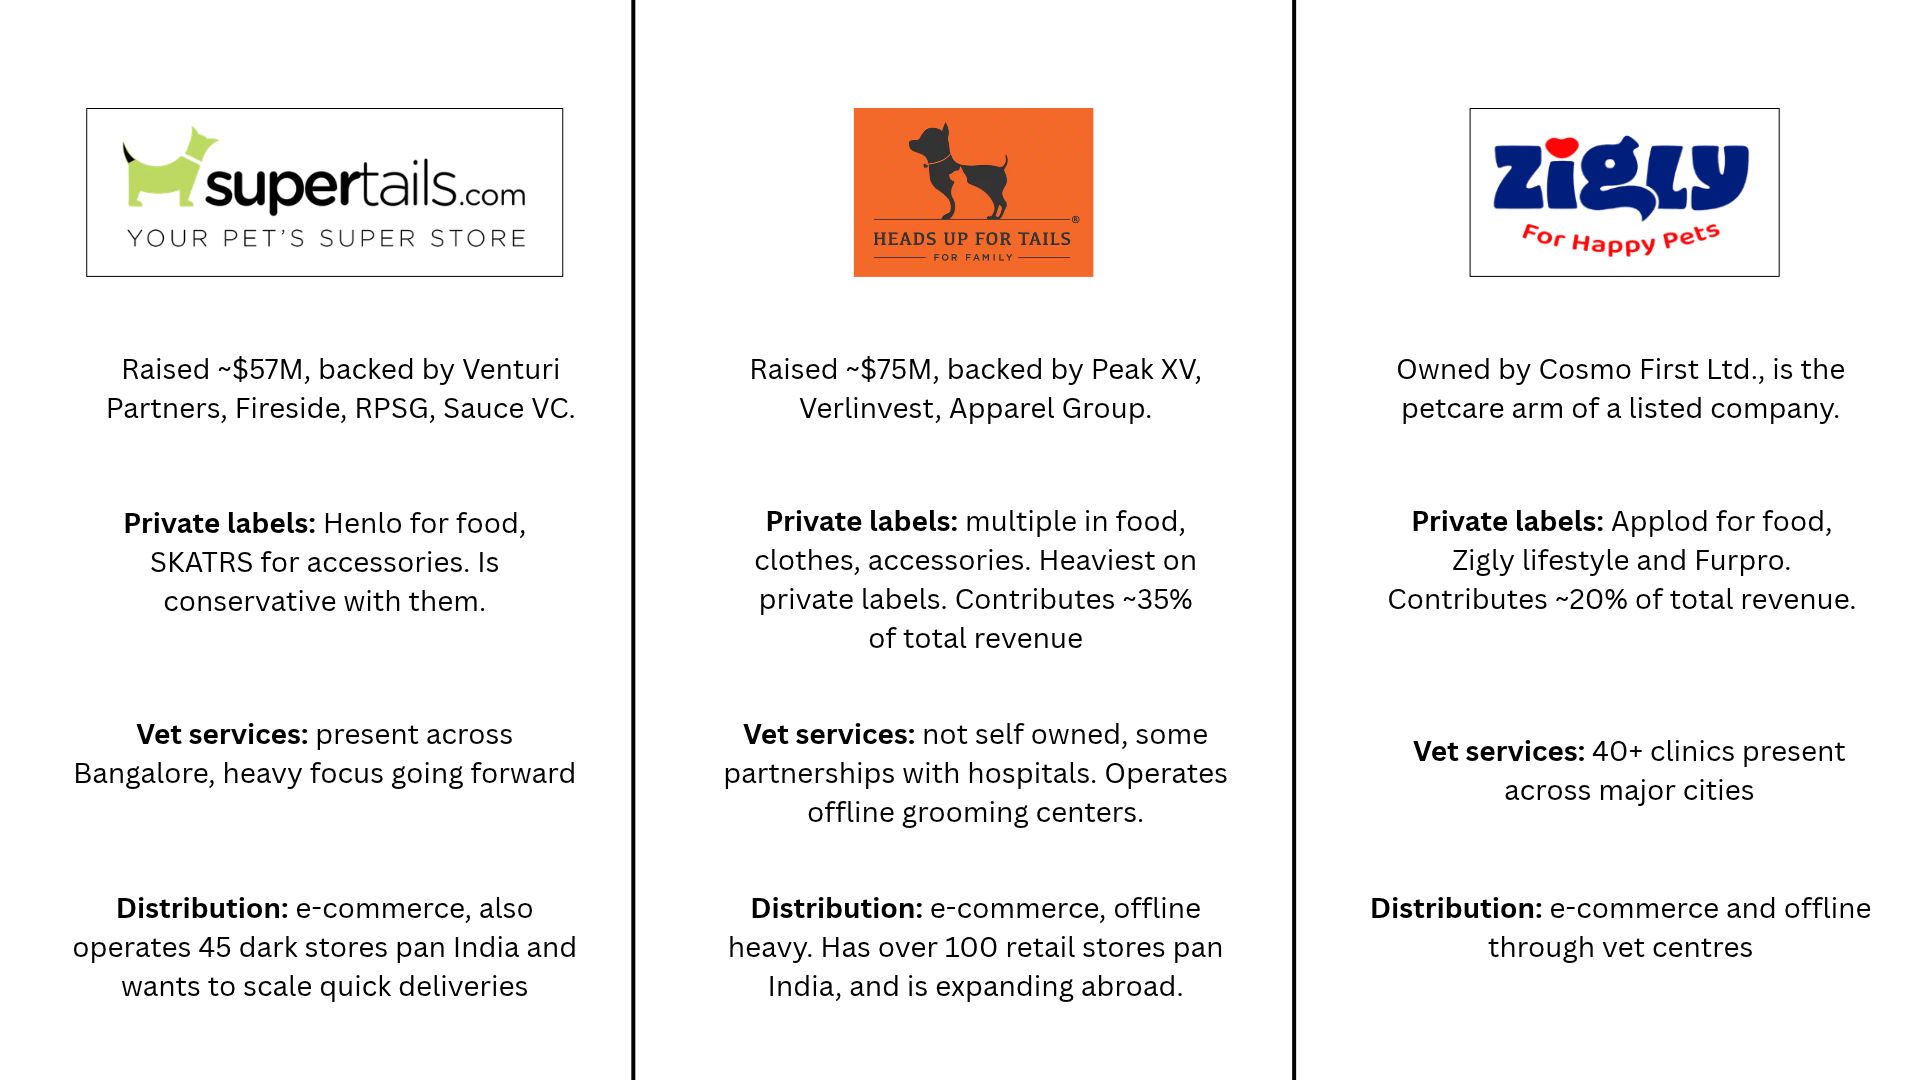 supertails.com
YOUR PET'S SUPER STORE
Raised ~$57M, backed by Venturi
Partners, Fireside, RPSG, Sauce VC.
Private labels: Henlo for food,
SKATRS for accessories. Is
conservative with them.
Vet services: present across
Bangalore, heavy focus going forward
Distribution: e-commerce, also
operates 45 dark stores pan India and
wants to scale quick deliveries
HEADS UP FOR TAILS ®
FOR FAMILY
Raised ~$75M, backed by Peak XV,
Verlinvest, Apparel Group.
Private labels: multiple in food,
clothes, accessories. Heaviest on
private labels. Contributes ~35%
of total revenue
Vet services: not self owned, some
partnerships with hospitals. Operates
offline grooming centers.
Distribution: e-commerce, offline
heavy. Has over 100 retail stores pan
India, and is expanding abroad.
zigly
For Happy Pets
Owned by Cosmo First Ltd., is the
petcare arm of a listed company.
Private labels: Applod for food,
Zigly lifestyle and Furpro.
Contributes ~20% of total revenue.
Vet services: 40+ clinics present
across major cities
Distribution: e-commerce and offline
through vet centres